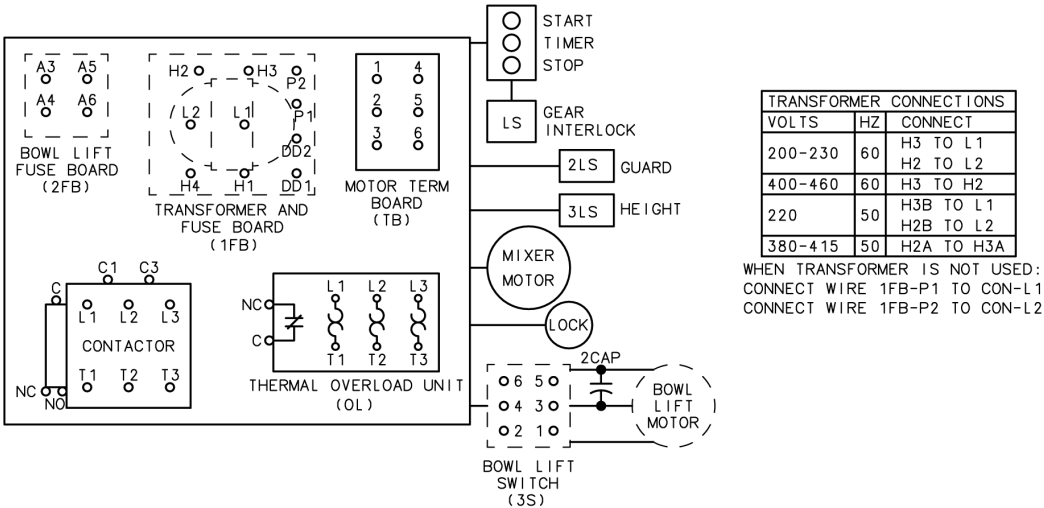 START
TIMER
STOP
LS
GEAR
INTERLOCK
2LS
GUARD
3LS
HEIGHT
MIXER
MOTOR
LOCK
A3 A5
A4 A6
BOWL LIFT
FUSE BOARD
(2FB)
H2 H3
P2
L2 L1 P1
DD2
H4 H1 DD1
TRANSFORMER AND
FUSE BOARD
(1FB)
1 4
2 5
3 6
MOTOR TERM
BOARD
(TB)
C1 C3
C
L1 L2 L3
CONTACTOR
T1 T2 T3
NC
NO
NC
C
L1 L2 L3
T1 T2 T3
THERMAL OVERLOAD UNIT
(OL)
2CAP
6 5
4 3
2 1
BOWL LIFT
SWITCH
(3S)
BOWL
LIFT
MOTOR
TRANSFORMER CONNECTIONS
VOLTS HZ CONNECT
200-230 60 H3 TO L1
H2 TO L2
400-460 60 H3 TO H2
220 50 H3B TO L1
H2B TO L2
380-415 50 H2A TO H3A
WHEN TRANSFORMER IS NOT USED:
CONNECT WIRE 1FB-P1 TO CON-L1
CONNECT WIRE 1FB-P2 TO CON-L2